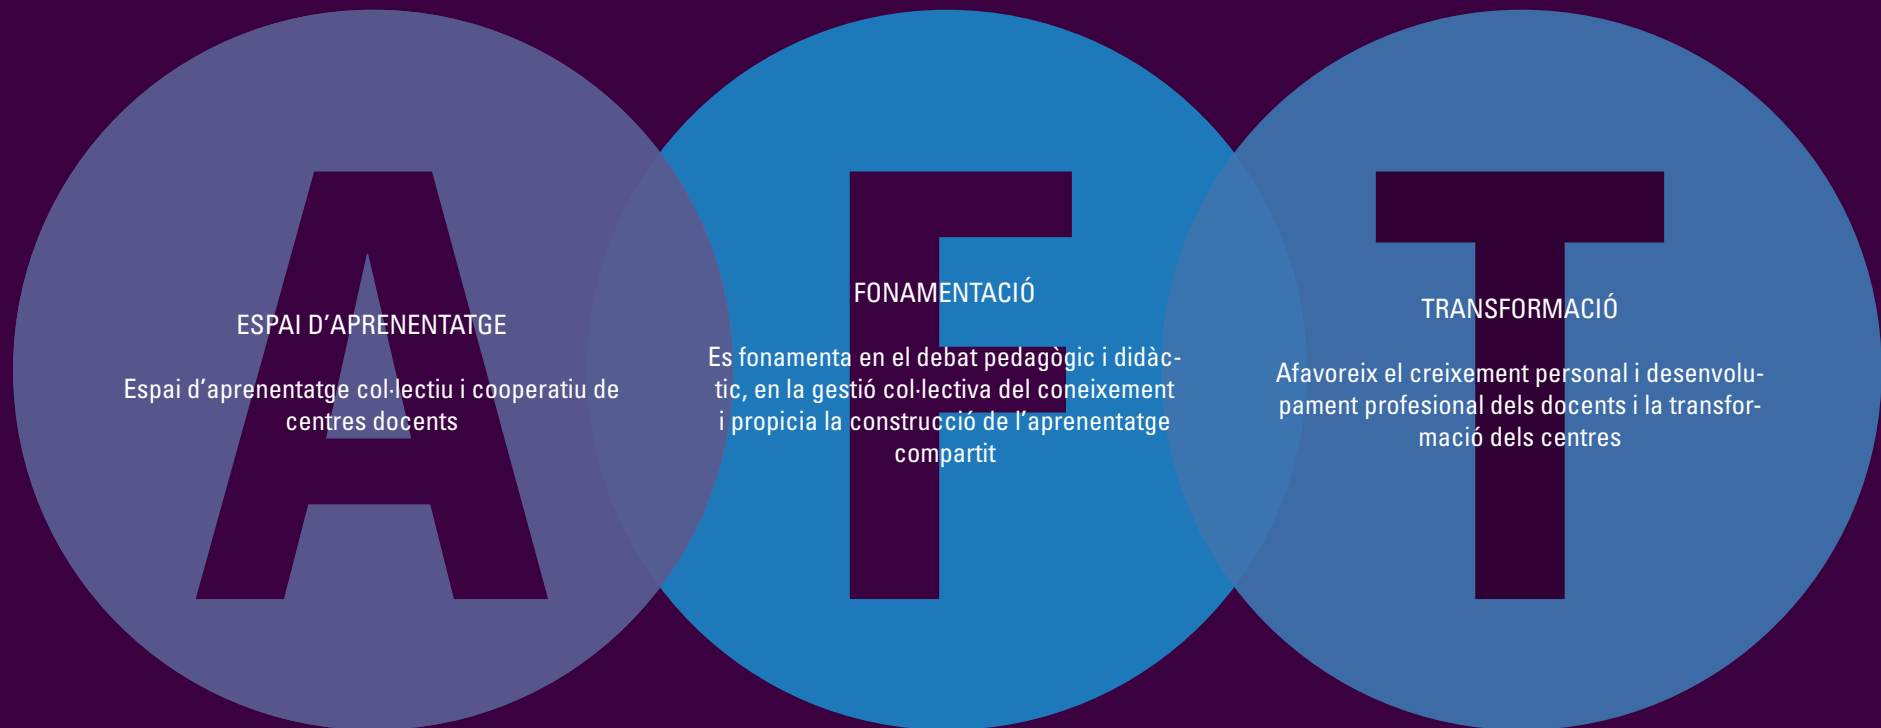 A
ESPAI D’APRENENTATGE
Espai d’aprenentatge col·lectiu i cooperatiu de
centres docents
F
FONAMENTACIÓ
Es fonamenta en el debat pedagògic i didàc-
tic, en la gestió col·lectiva del coneixement
i propicia la construcció de l’aprenentatge
compartit
T
TRANSFORMACIÓ
Afavoreix el creixement personal i desenvolu-
pament profesional dels docents i la transfor-
mació dels centres